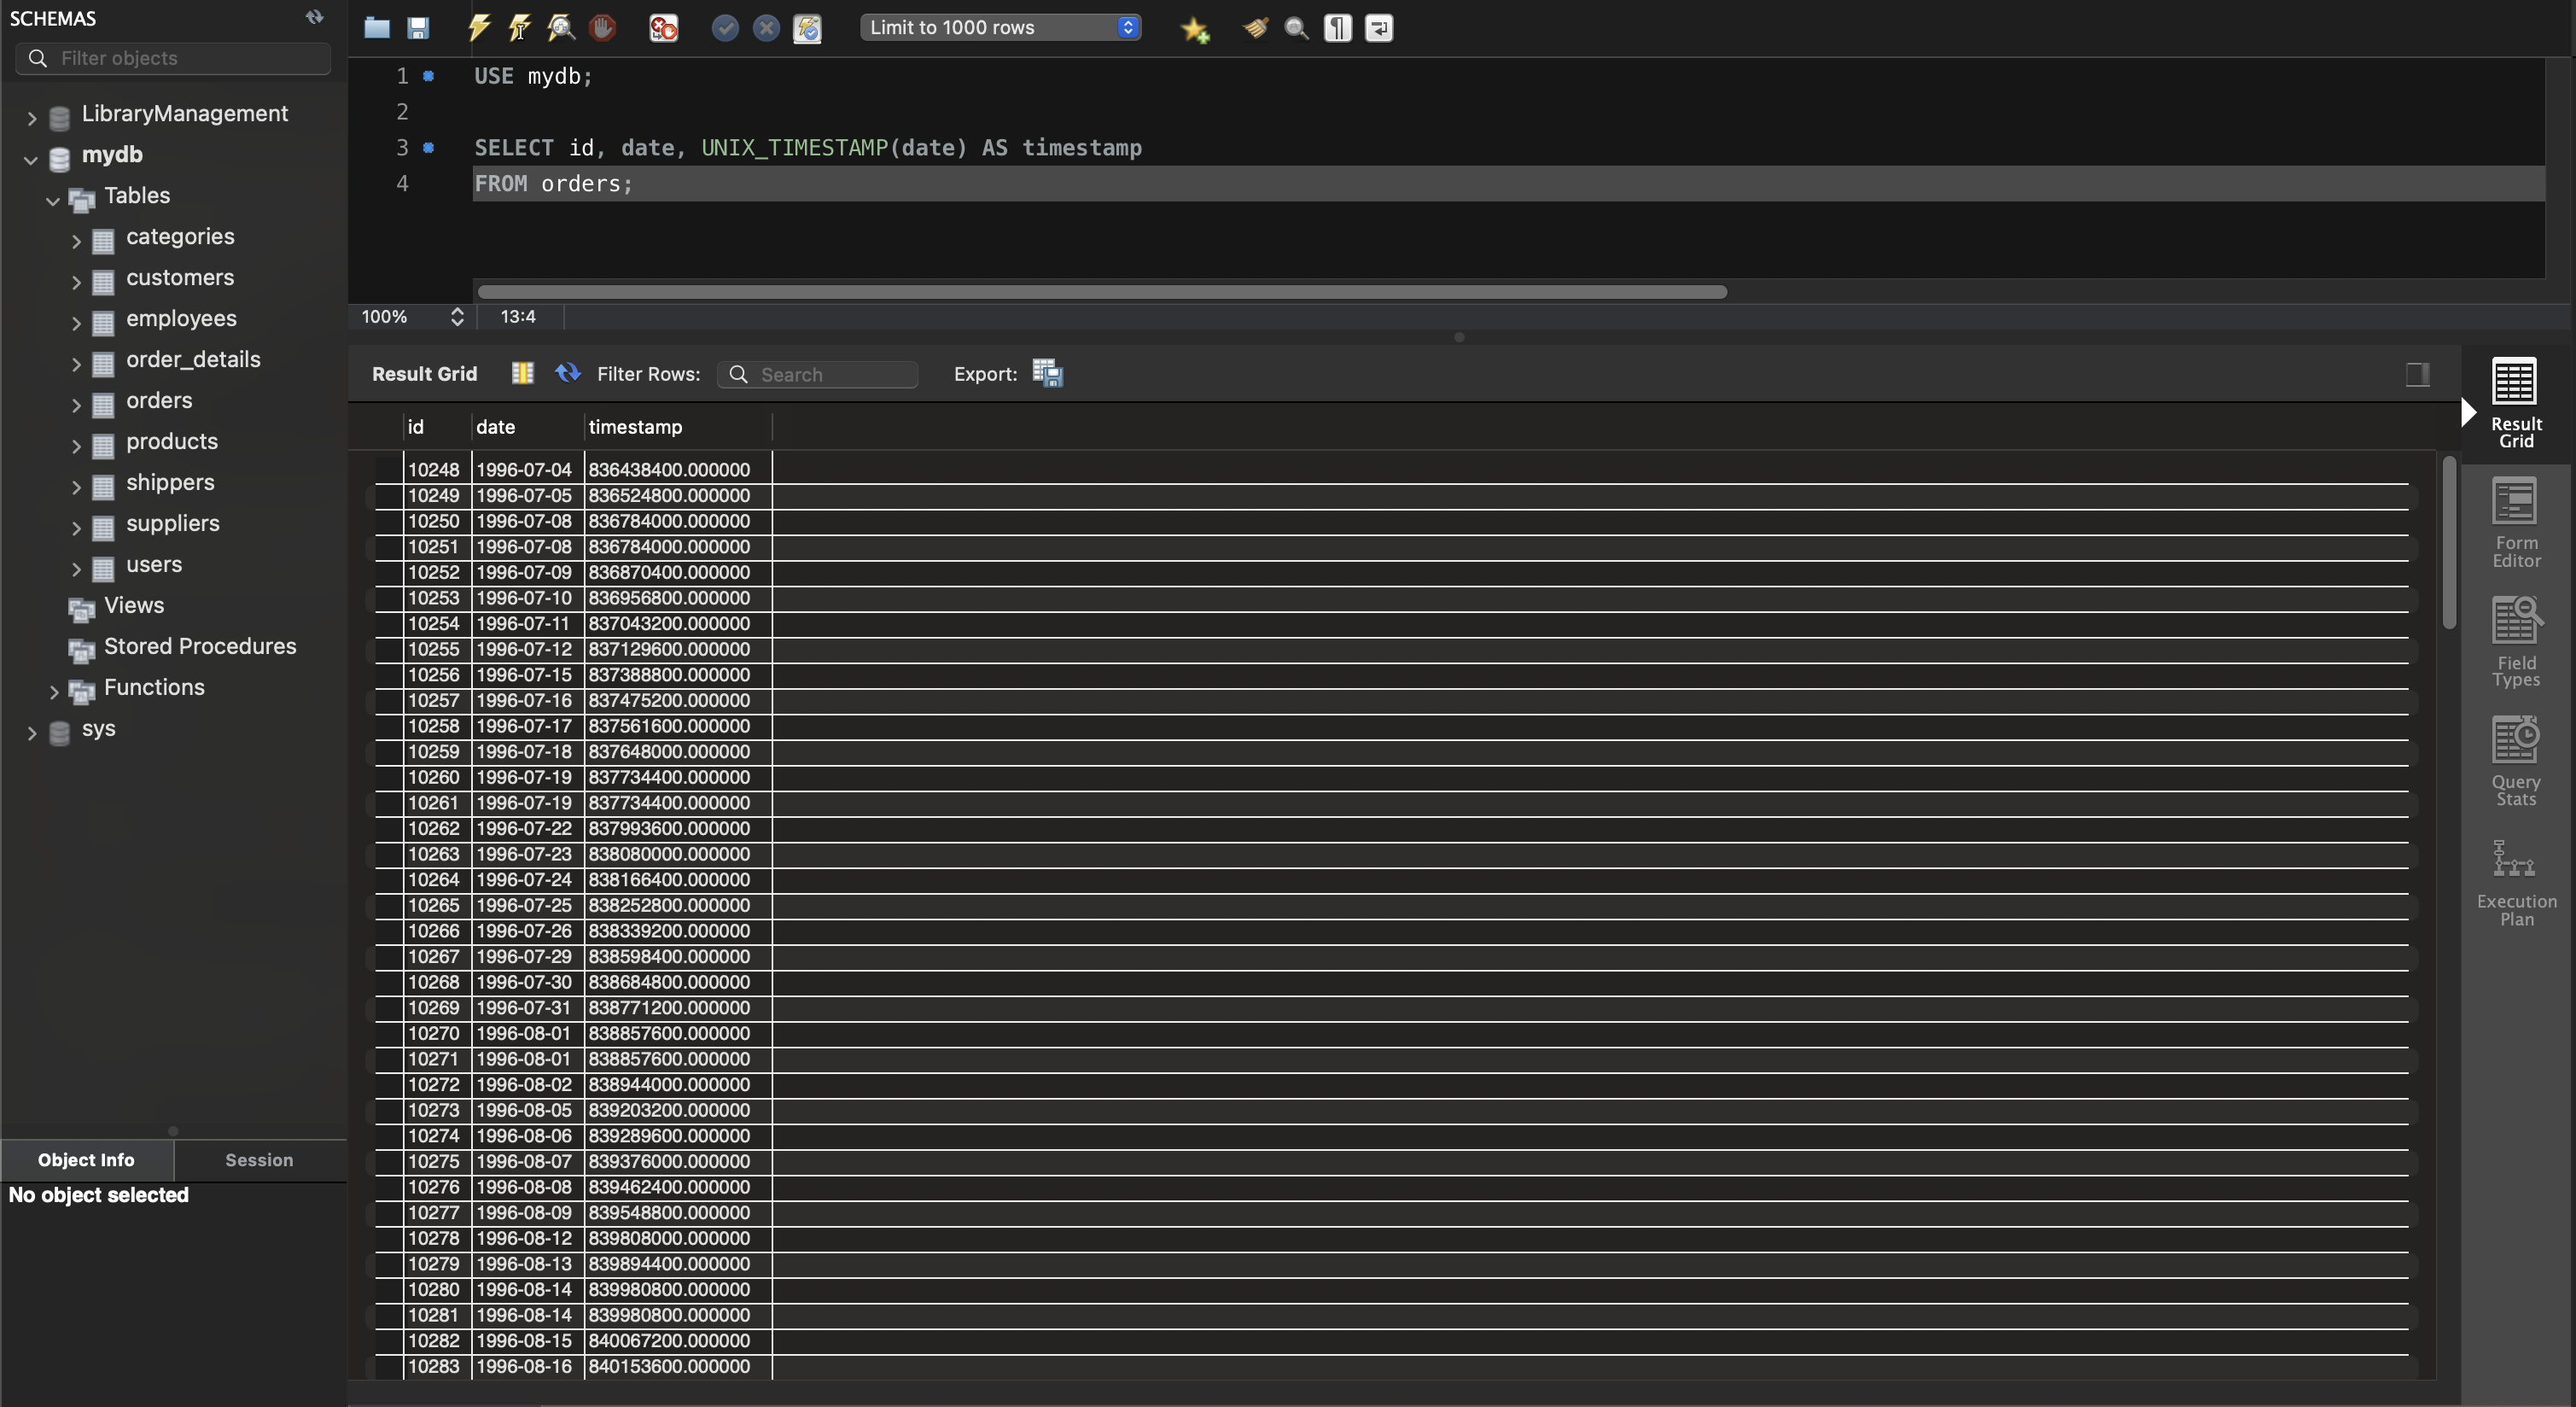 SCHEMAS
Filter objects
LibraryManagement
mydb
Tables
categories
customers
employees
order_details
orders
products
shippers
suppliers
users
Views
Stored Procedures
Functions
sys
Object Info Session
No object selected
Limit to 1000 rows
1 USE mydb;
2
3 SELECT id, date, UNIX_TIMESTAMP(date) AS timestamp
4 FROM orders;
100% 13:4
Result Grid Filter Rows: Search Export:
id date timestamp
10248 1996-07-04 836438400.000000
10249 1996-07-05 836524800.000000
10250 1996-07-08 836784000.000000
10251 1996-07-08 836784000.000000
10252 1996-07-09 836870400.000000
10253 1996-07-10 836956800.000000
10254 1996-07-11 837043200.000000
10255 1996-07-12 837129600.000000
10256 1996-07-15 837388800.000000
10257 1996-07-16 837475200.000000
10258 1996-07-17 837561600.000000
10259 1996-07-18 837648000.000000
10260 1996-07-19 837734400.000000
10261 1996-07-19 837734400.000000
10262 1996-07-22 837993600.000000
10263 1996-07-23 838080000.000000
10264 1996-07-24 838166400.000000
10265 1996-07-25 838252800.000000
10266 1996-07-26 838339200.000000
10267 1996-07-29 838598400.000000
10268 1996-07-30 838684800.000000
10269 1996-07-31 838771200.000000
10270 1996-08-01 838857600.000000
10271 1996-08-01 838857600.000000
10272 1996-08-02 838944000.000000
10273 1996-08-05 839203200.000000
10274 1996-08-06 839289600.000000
10275 1996-08-07 839376000.000000
10276 1996-08-08 839462400.000000
10277 1996-08-09 839548800.000000
10278 1996-08-12 839808000.000000
10279 1996-08-13 839894400.000000
10280 1996-08-14 839980800.000000
10281 1996-08-14 839980800.000000
10282 1996-08-15 840067200.000000
10283 1996-08-16 840153600.000000
Result
Grid
Form
Editor
Field
Types
Query
Stats
Execution
Plan